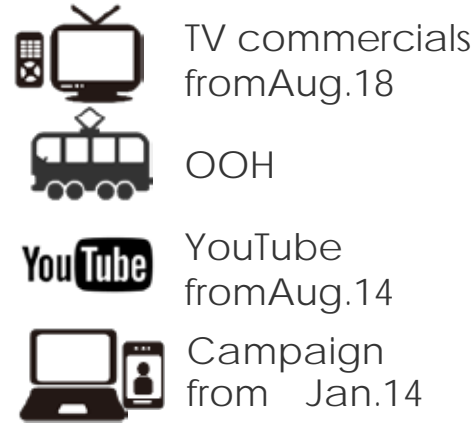 TV commercials
fromAug.18
OOH
YouTube
YouTube
fromAug.14
Campaign
from Jan.14